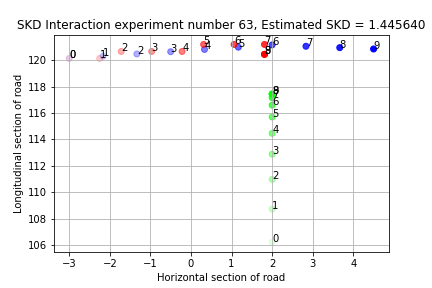 SKD Interaction experiment number 63, Estimated SKD = 1.445640
Longitudinal section of road
120
118
116
114
112
110
108
106
0 1 2 3 4 5 6 7 8 9
0 1 2 3 4 5 6 7 8 9
0
1
2
3
4
5
6
8
−3 −2 −1 0 1 2 3 4
Horizontal section of road